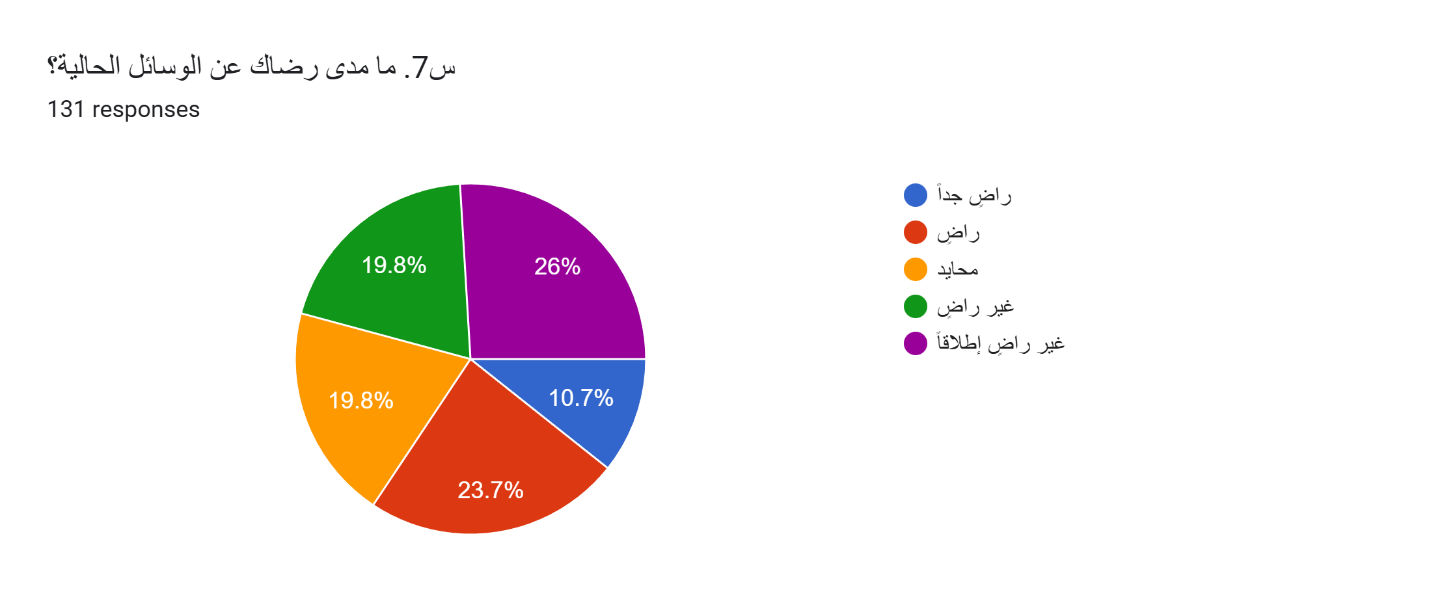 س7. ما مدى رضاك عن الوسائل الحالية؟
131 responses
راضٍ جداً
راضٍ
محايد
غير راضٍ
غير راضٍ إطلاقاً
19.8%
26%
19.8%
10.7%
23.7%